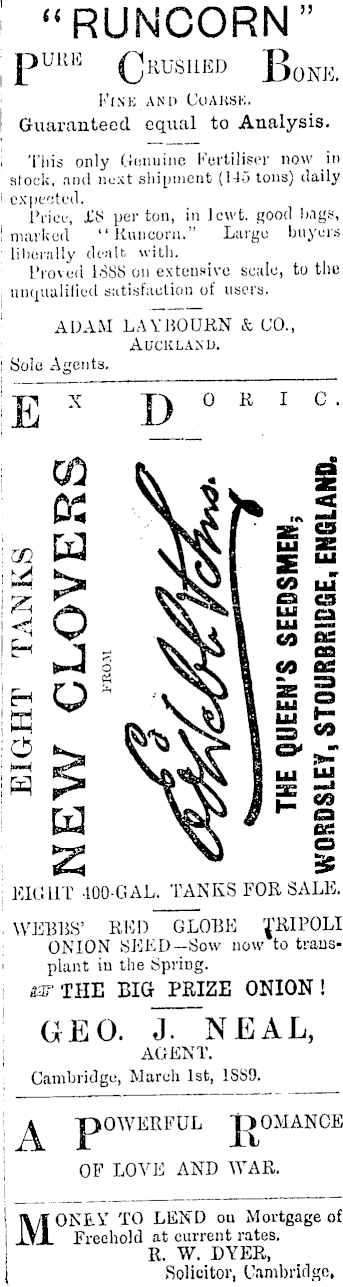 "RUNCORN"
PURE CRUSHED BONE.
FINE AND COARSE.
Guaranteed equal to Analysis.
This only Genuine Fertiliser now in
stock, and next shipment (145 tons) daily
expected.
Price, £8 per ton, in 1cwt. good bags,
marked "Runcorn." Large buyers
liberally dealt with.
Proved 1888 on extensive scale, to the
unqualified satisfaction of users.
ADAM LAYBOURN & CO.,
AUCKLAND.
Sole Agents.
EX DORIC.
EIGHT TANKS
NEW CLOVERS
FROM
E. Webb & Sons.
THE QUEEN'S SEEDSMEN,
WORDSLEY, STOURBRIDGE, ENGLAND.
EIGHT 400-GAL. TANKS FOR SALE.
WEBBS' RED GLOBE TRIPOLI
ONION SEED—Sow now to trans-
plant in the Spring.
☞ THE BIG PRIZE ONION!
GEO. J. NEAL,
AGENT.
Cambridge, March 1st, 1889.
A POWERFUL ROMANCE
OF LOVE AND WAR.
MONEY TO LEND on Mortgage of
Freehold at current rates.
R. W. DYER,
Solicitor, Cambridge,